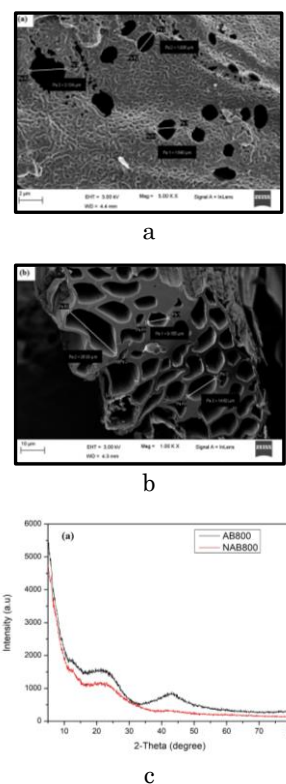 (a)
2 µm
EHT = 3.00 kV
Mag = 5.00 K X
Signal A = InLens
WD = 4.4 mm
ZEISS
a
(b)
10 µm
EHT = 3.00 kV
Mag = 1.00 K X
Signal A = InLens
WD = 4.3 mm
ZEISS
b
(a)
AB800
NAB800
6000
5000
4000
3000
2000
1000
0
Intensity (a.u)
10 20 30 40 50 60 70
2-Theta (degree)
c